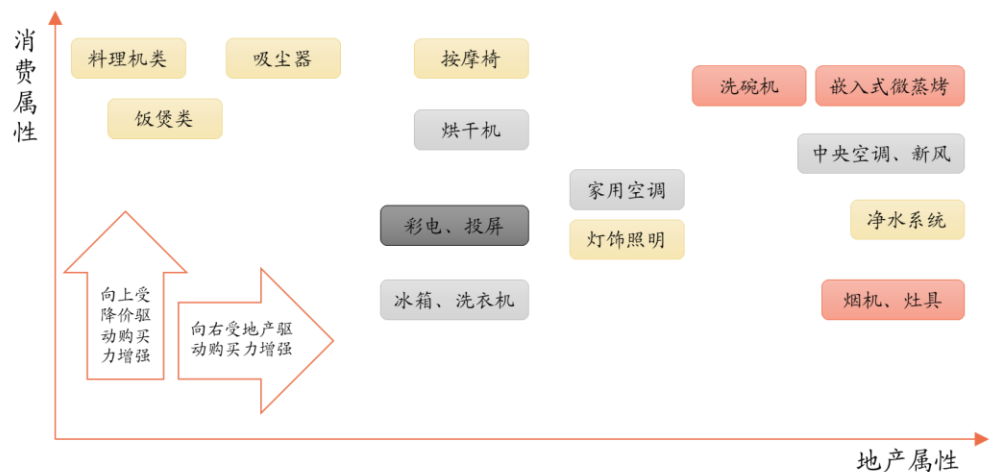 消
费
属
性
料理机类
吸尘器
按摩椅
洗碗机
嵌入式微蒸烤
饭煲类
烘干机
中央空调、新风
家用空调
彩电、投屏
净水系统
灯饰照明
冰箱、洗衣机
烟机、灶具
向上受
降价驱
动购买
力增强
向右受地产驱
动购买力增强
地产属性